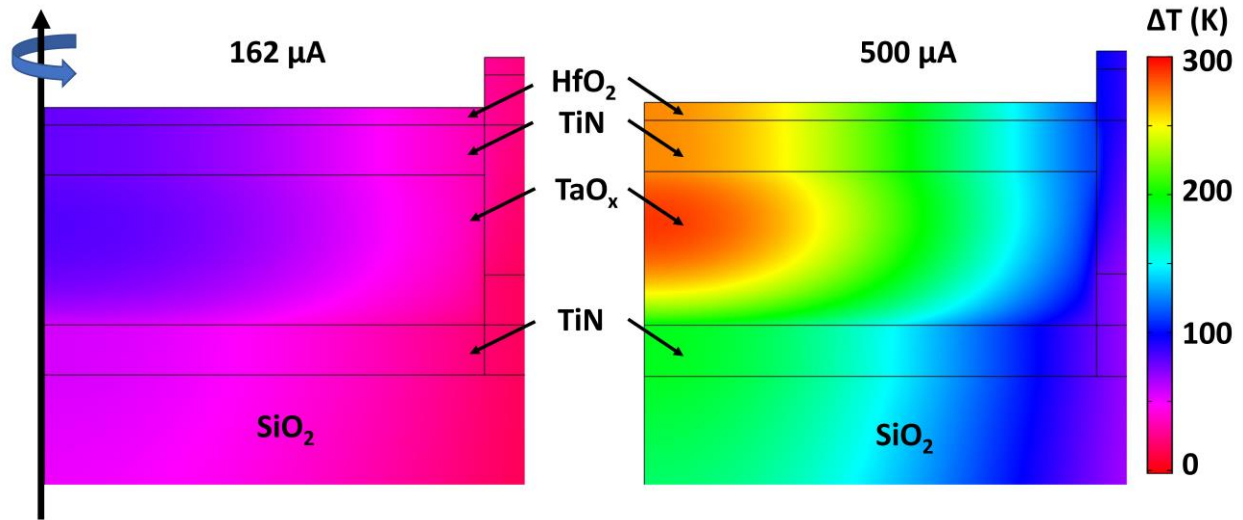 162 µA
500 µA
ΔT (K)
300
HfO₂
TiN
TaOₓ
200
TiN
100
SiO₂
SiO₂
0